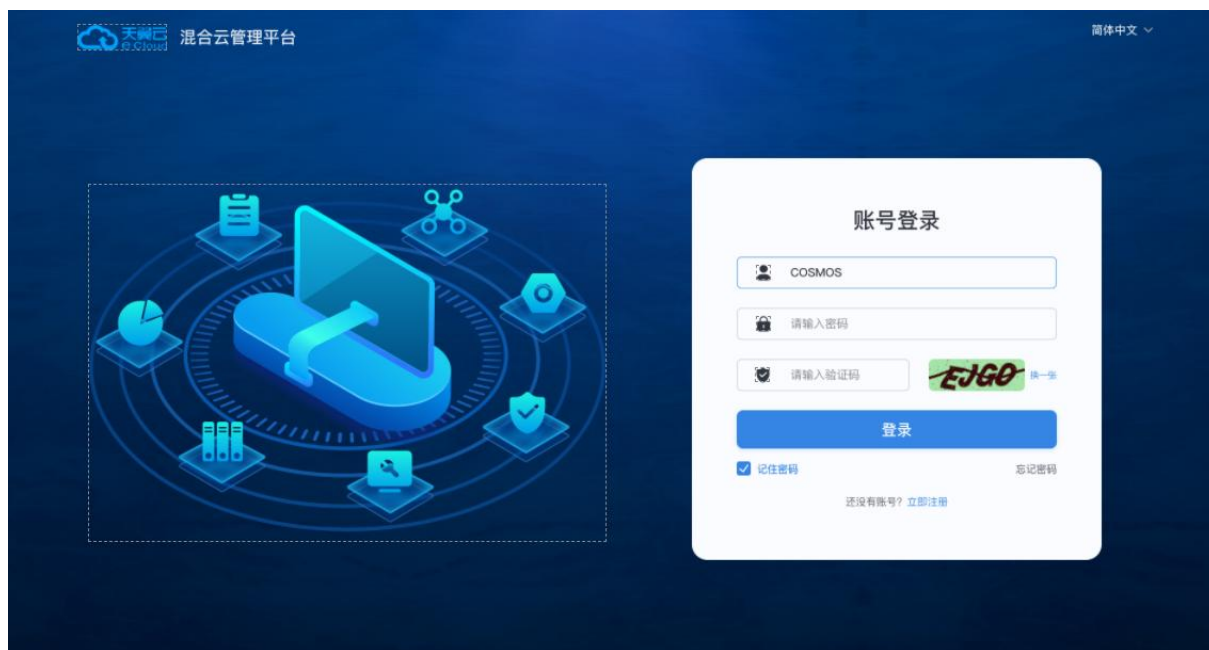 天翼云
e Cloud
混合云管理平台
简体中文
账号登录
COSMOS
请输入密码
请输入验证码
EJGO
换一张
登录
记住密码
忘记密码
还没有账号? 立即注册